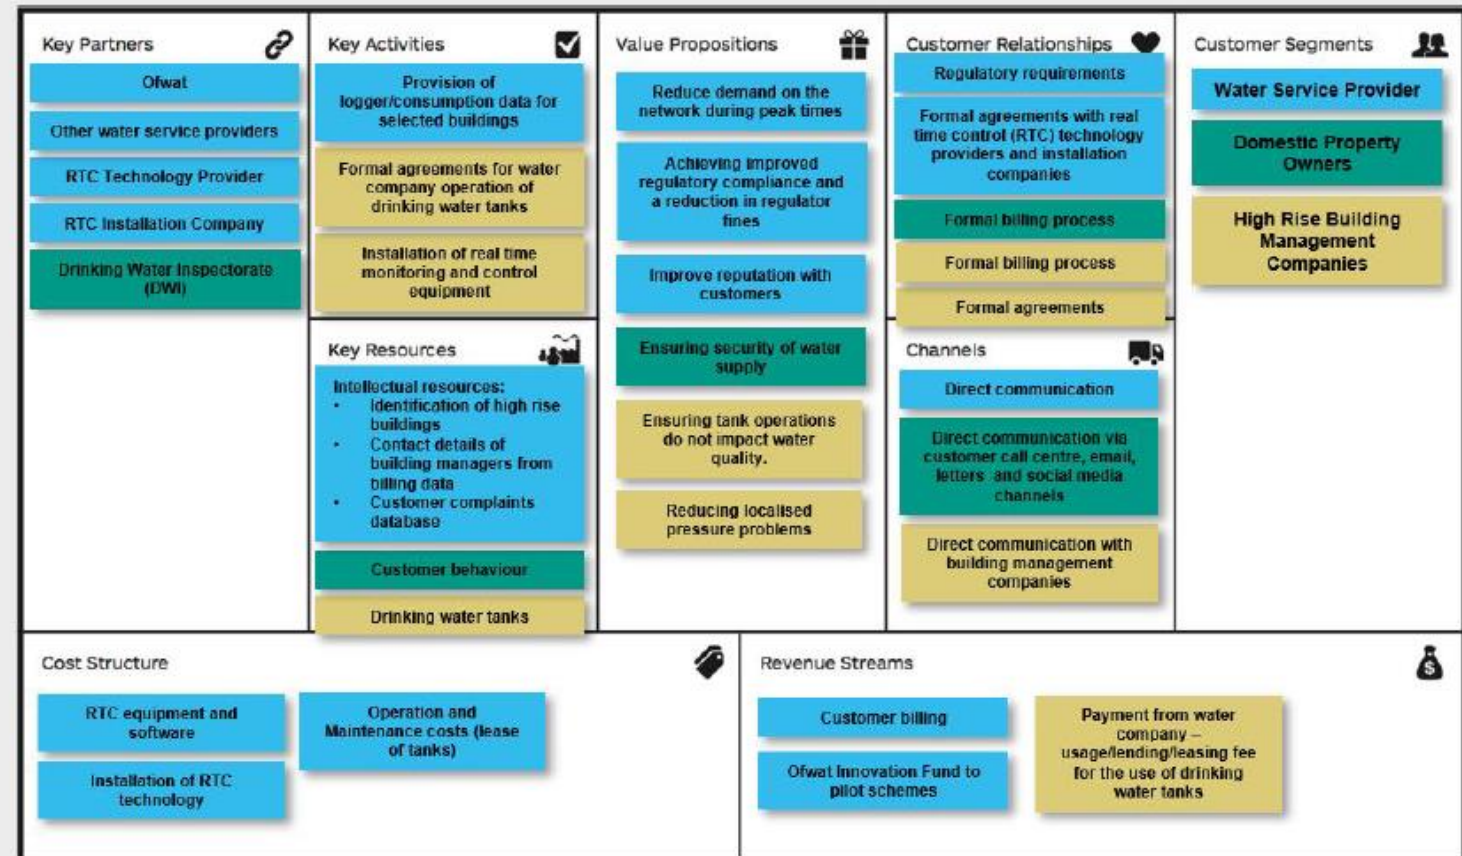 Key Partners
Ofwat
Other water service providers
RTC Technology Provider
RTC Installation Company
Drinking Water Inspectorate
(DWI)
Key Activities
Provision of
logger/consumption data for
selected buildings
Formal agreements for water
company operation of
drinking water tanks
Installation of real time
monitoring and control
equipment
Key Resources
Intellectual resources:
• Identification of high rise
buildings
• Contact details of
building managers from
billing data
• Customer complaints
database
Customer behaviour
Drinking water tanks
Value Propositions
Reduce demand on the
network during peak times
Achieving improved
regulatory compliance and
a reduction in regulator
fines
Improve reputation with
customers
Ensuring security of water
supply
Ensuring tank operations
do not impact water
quality.
Reducing localised
pressure problems
Customer Relationships
Regulatory requirements
Formal agreements with real
time control (RTC) technology
providers and installation
companies
Formal billing process
Formal billing process
Formal agreements
Channels
Direct communication
Direct communication via
customer call centre, email,
letters and social media
channels
Direct communication with
building management
companies
Customer Segments
Water Service Provider
Domestic Property
Owners
High Rise Building
Management
Companies
Cost Structure
RTC equipment and
software
Installation of RTC
technology
Operation and
Maintenance costs (lease
of tanks)
Revenue Streams
$
Customer billing
Ofwat Innovation Fund to
pilot schemes
Payment from water
company –
usage/lending/leasing fee
for the use of drinking
water tanks